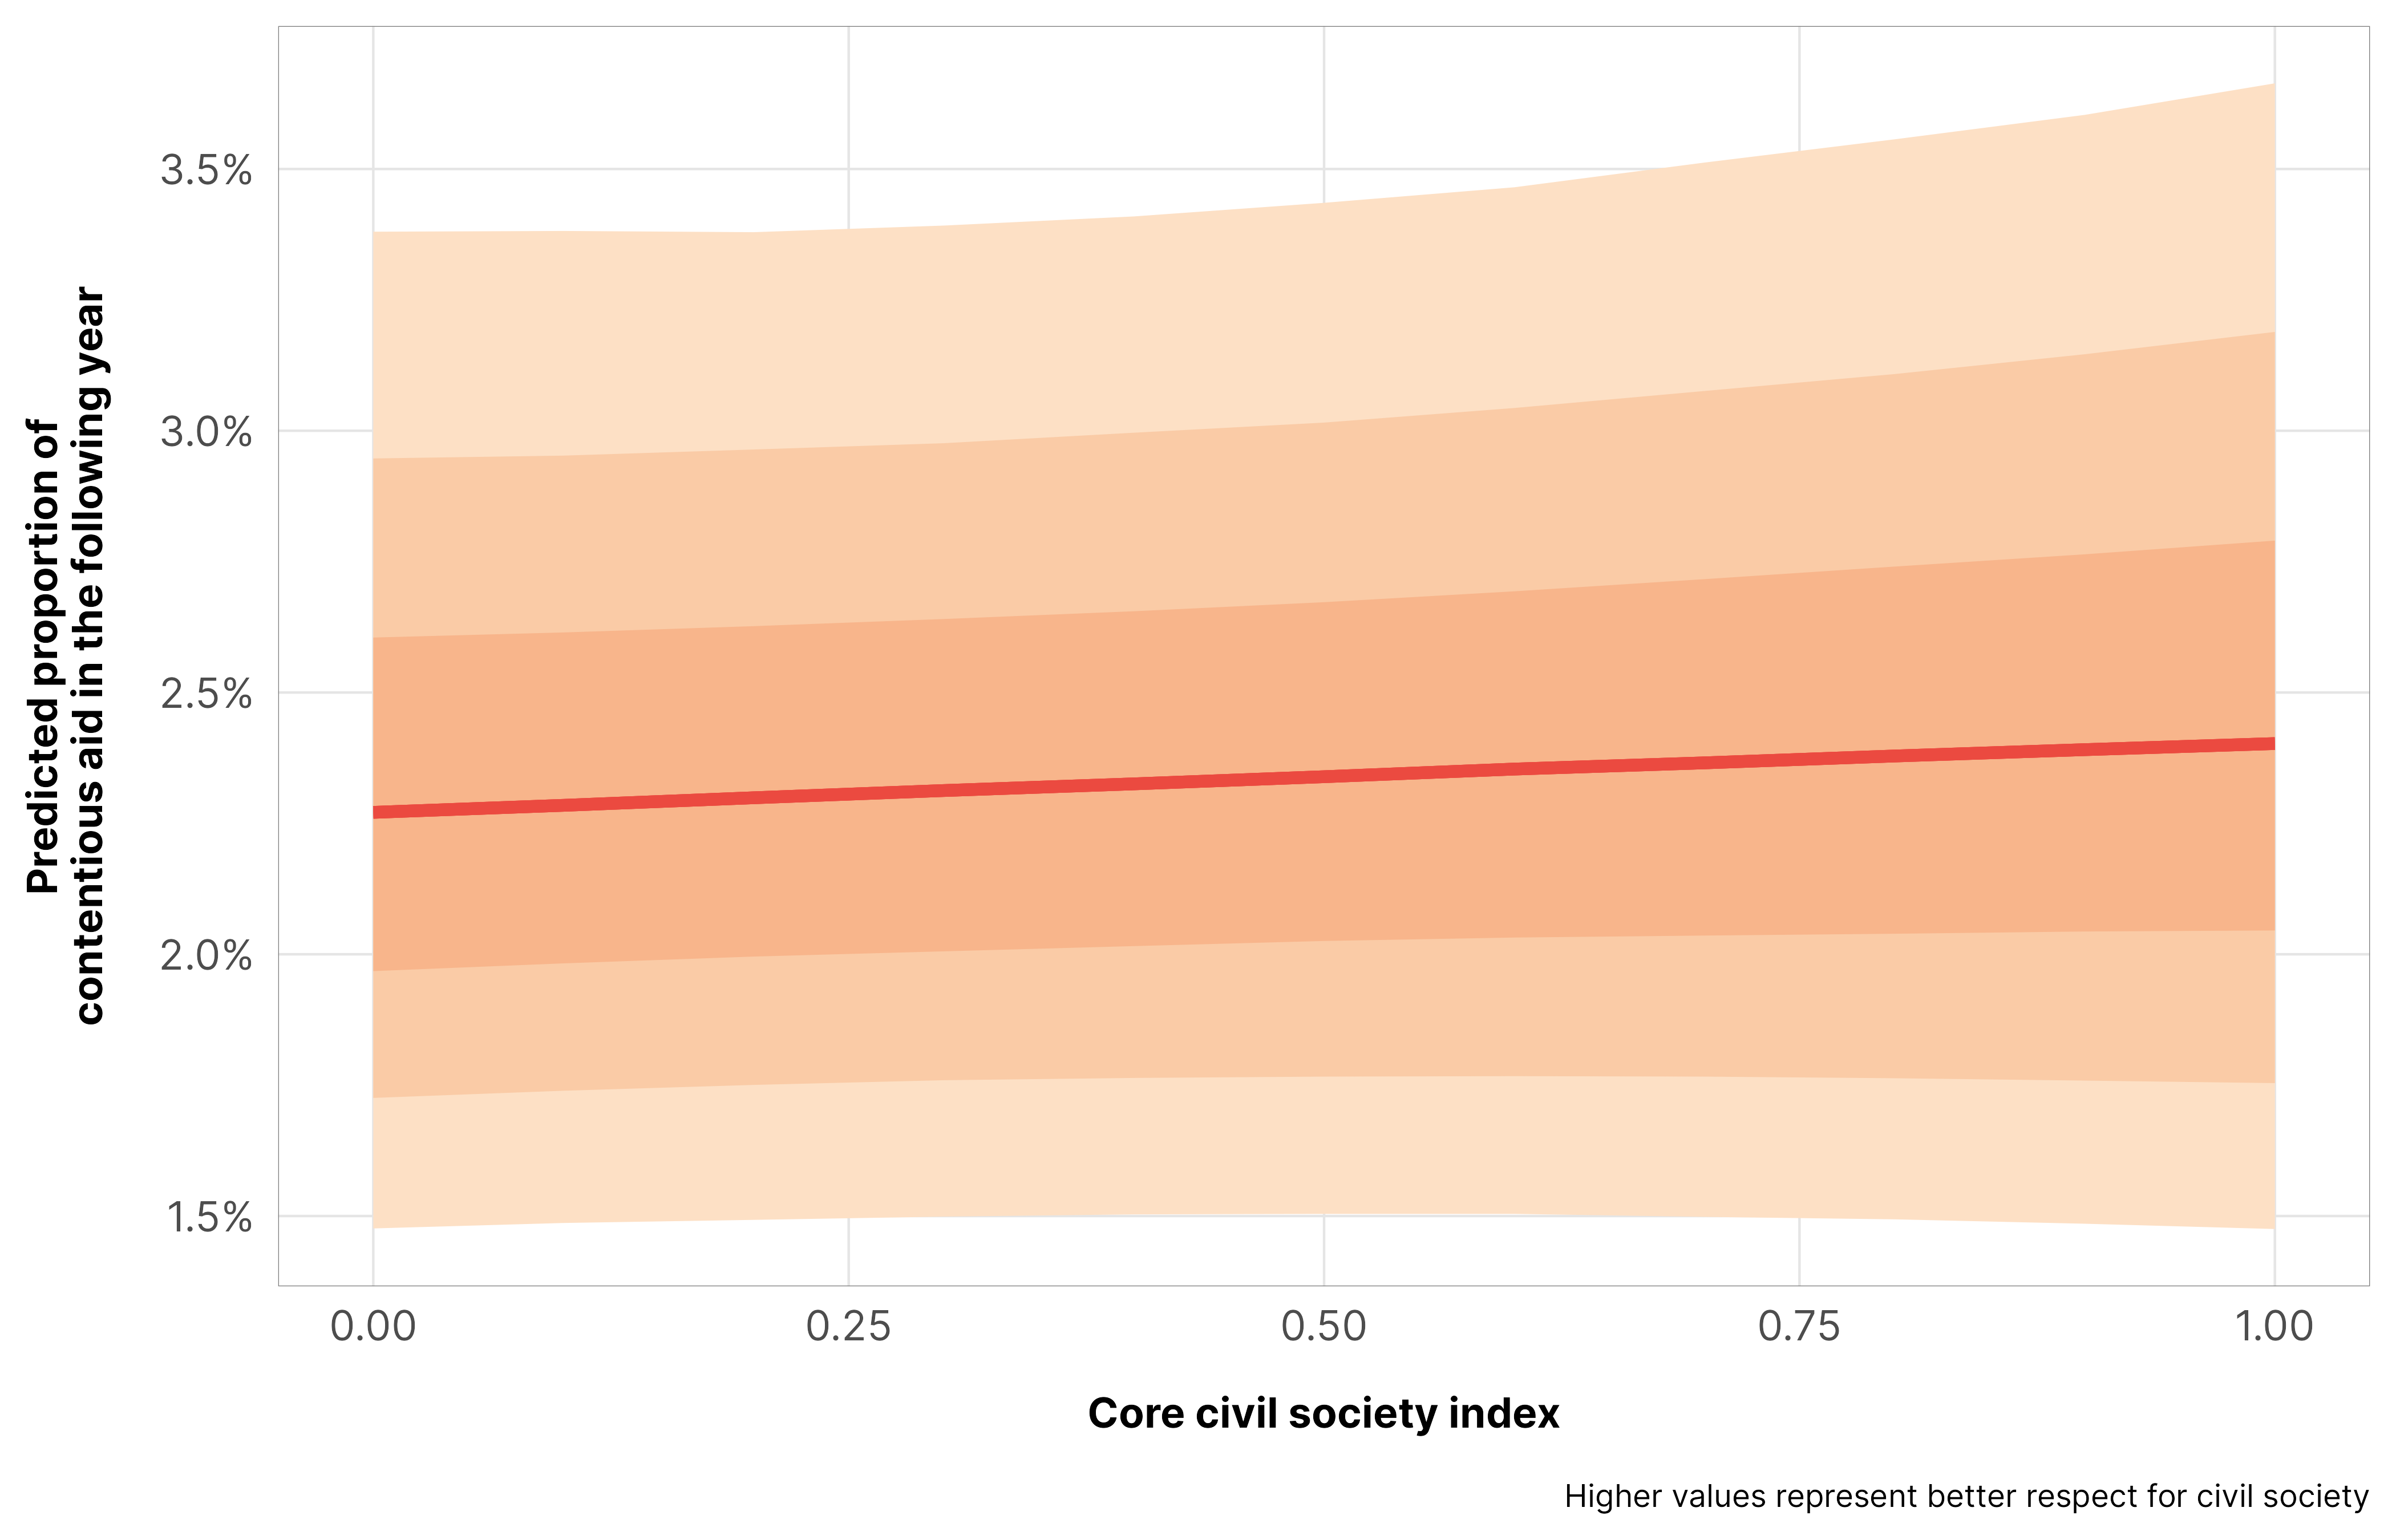 Predicted proportion of
contentious aid in the following year
3.5%
3.0%
2.5%
2.0%
1.5%
0.00 0.25 0.50 0.75 1.00
Core civil society index
Higher values represent better respect for civil society